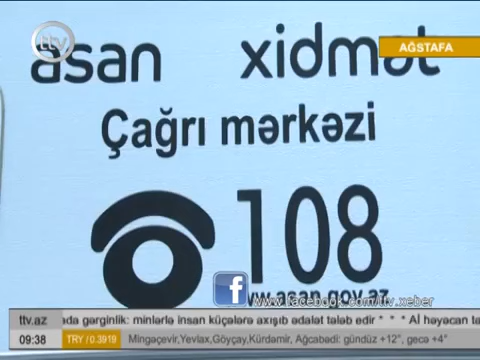 ttv
AĞSTAFA
asan xidmət
Çağrı mərkəzi
108
www.asan.gov.az
www.facebook.com/ttv.xeber
ttv.az
gərginlik: minlərlə insan küçələrə axışıb ədalət tələb edir * * * Al həyəcan
09:38 TRY / 0.3919 Mingəçevir,Yevlax,Göyçay,Kürdəmir, Ağcabədi: gündüz +12°, gecə +4°